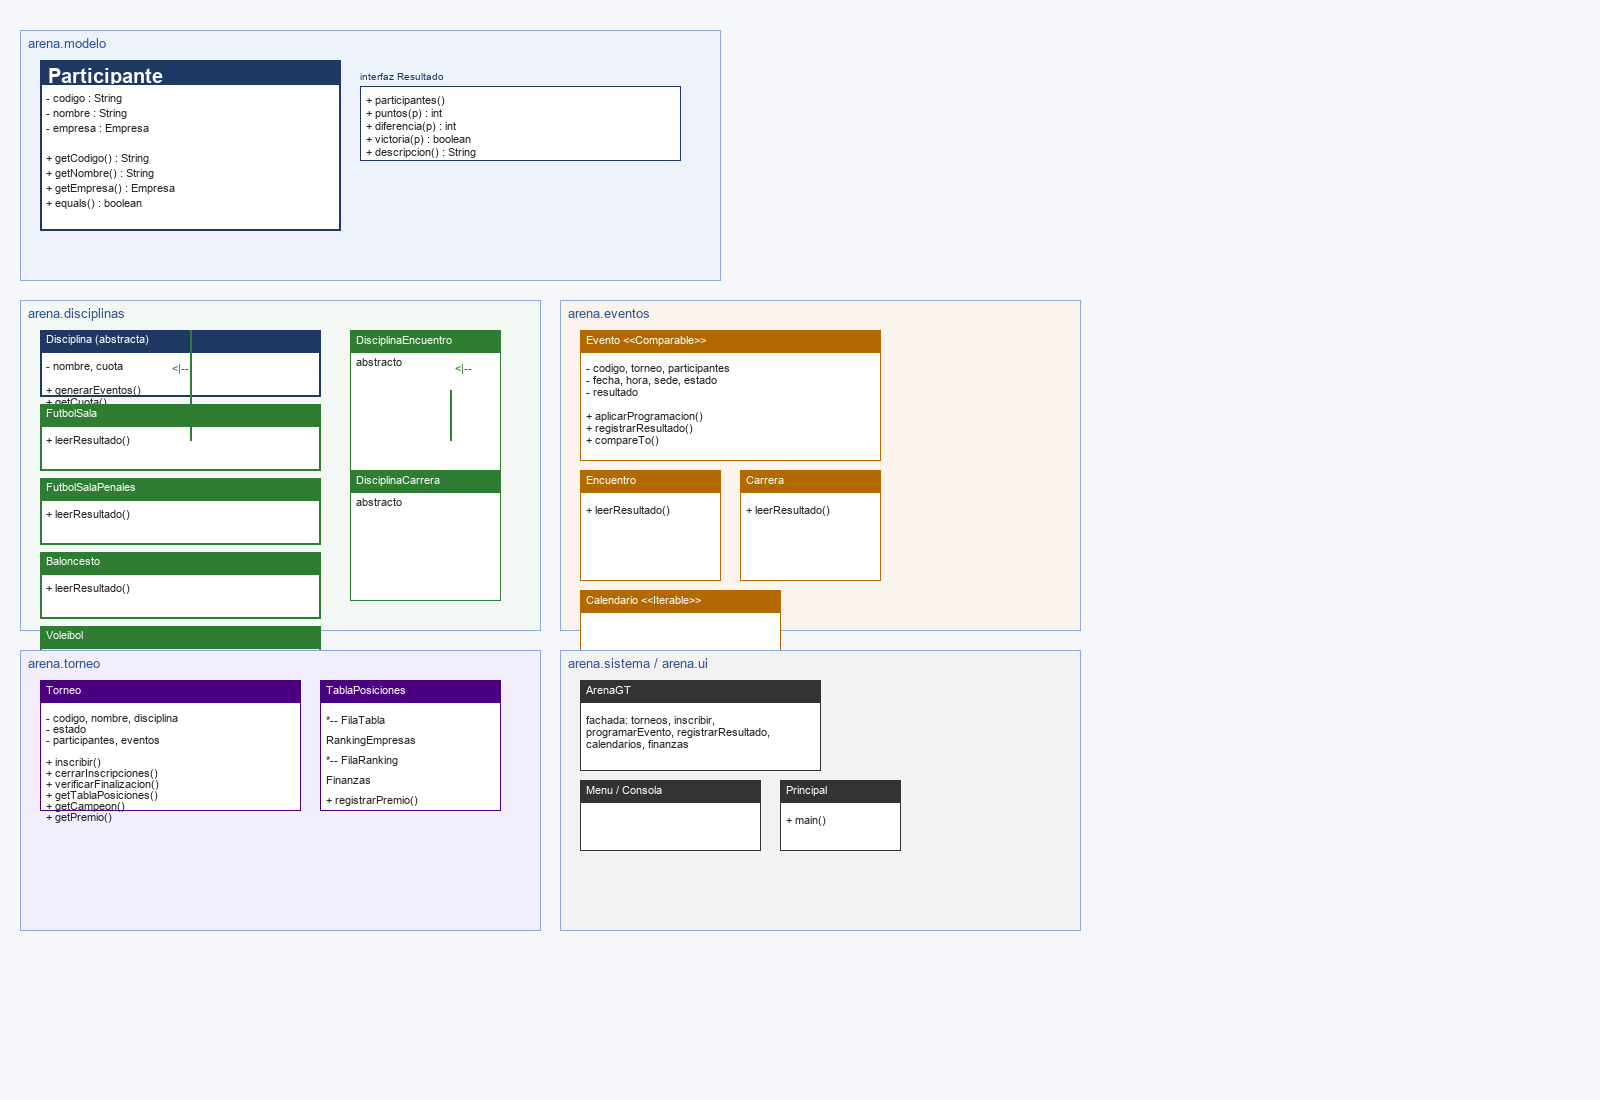 arena.modelo
Participante
- codigo : String
- nombre : String
- empresa : Empresa
+ getCodigo() : String
+ getNombre() : String
+ getEmpresa() : Empresa
+ equals() : boolean
interfaz Resultado
+ participantes()
+ puntos(p) : int
+ diferencia(p) : int
+ victoria(p) : boolean
+ descripcion() : String
arena.disciplinas
Disciplina (abstracta)
- nombre, cuota
<|--
+ generarEventos()
+ getCuota()
FutbolSala
+ leerResultado()
FutbolSalaPenales
+ leerResultado()
Baloncesto
+ leerResultado()
Voleibol
DisciplinaEncuentro
abstracto
<|--
DisciplinaCarrera
abstracto
arena.eventos
Evento <<Comparable>>
- codigo, torneo, participantes
- fecha, hora, sede, estado
- resultado
+ aplicarProgramacion()
+ registrarResultado()
+ compareTo()
Encuentro
+ leerResultado()
Carrera
+ leerResultado()
Calendario <<Iterable>>
arena.torneo
Torneo
- codigo, nombre, disciplina
- estado
- participantes, eventos
+ inscribir()
+ cerrarInscripciones()
+ verificarFinalizacion()
+ getTablaPosiciones()
+ getCampeon()
+ getPremio()
TablaPosiciones
*-- FilaTabla
RankingEmpresas
*-- FilaRanking
Finanzas
+ registrarPremio()
arena.sistema / arena.ui
ArenaGT
fachada: torneos, inscribir,
programarEvento, registrarResultado,
calendarios, finanzas
Menu / Consola
Principal
+ main()